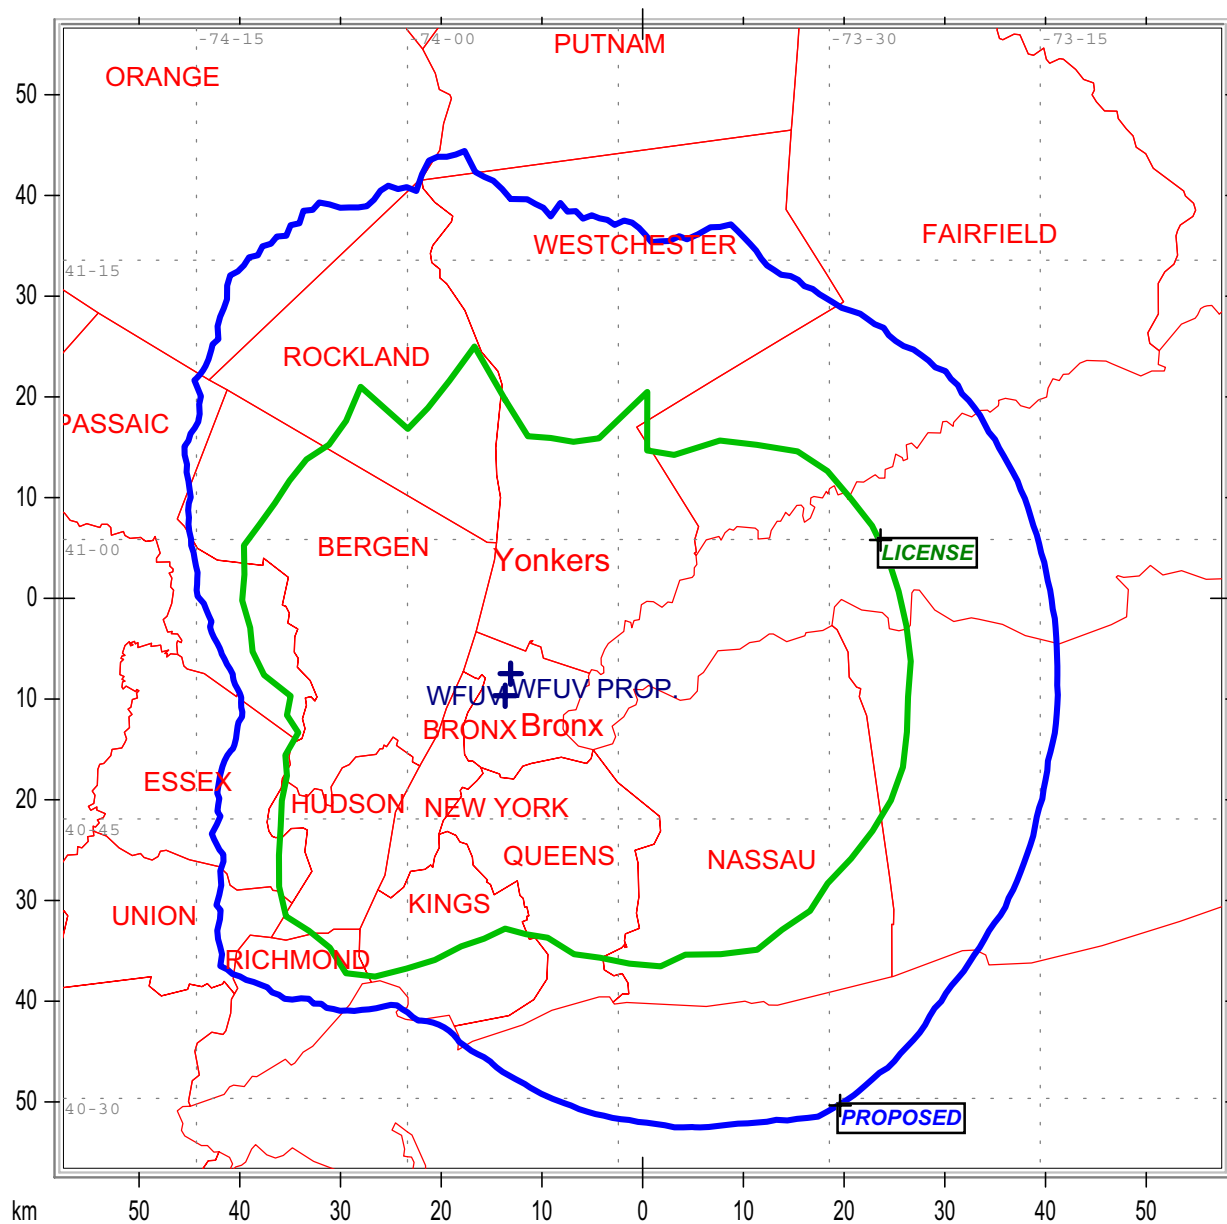 -74-15
-74-00
-73-30
-73-15
PUTNAM
ORANGE
50
40
FAIRFIELD
WESTCHESTER
41-15
30
ROCKLAND
20
PASSAIC
10
41-00
BERGEN
Yonkers
LICENSE
0
WFUV PROP.
WFUV
10
BRONX
Bronx
ESSEX
20
HUDSON
NEW YORK
40-45
QUEENS
NASSAU
30
KINGS
UNION
RICHMOND
40
50
40-30
PROPOSED
km
50
40
30
20
10
0
10
20
30
40
50